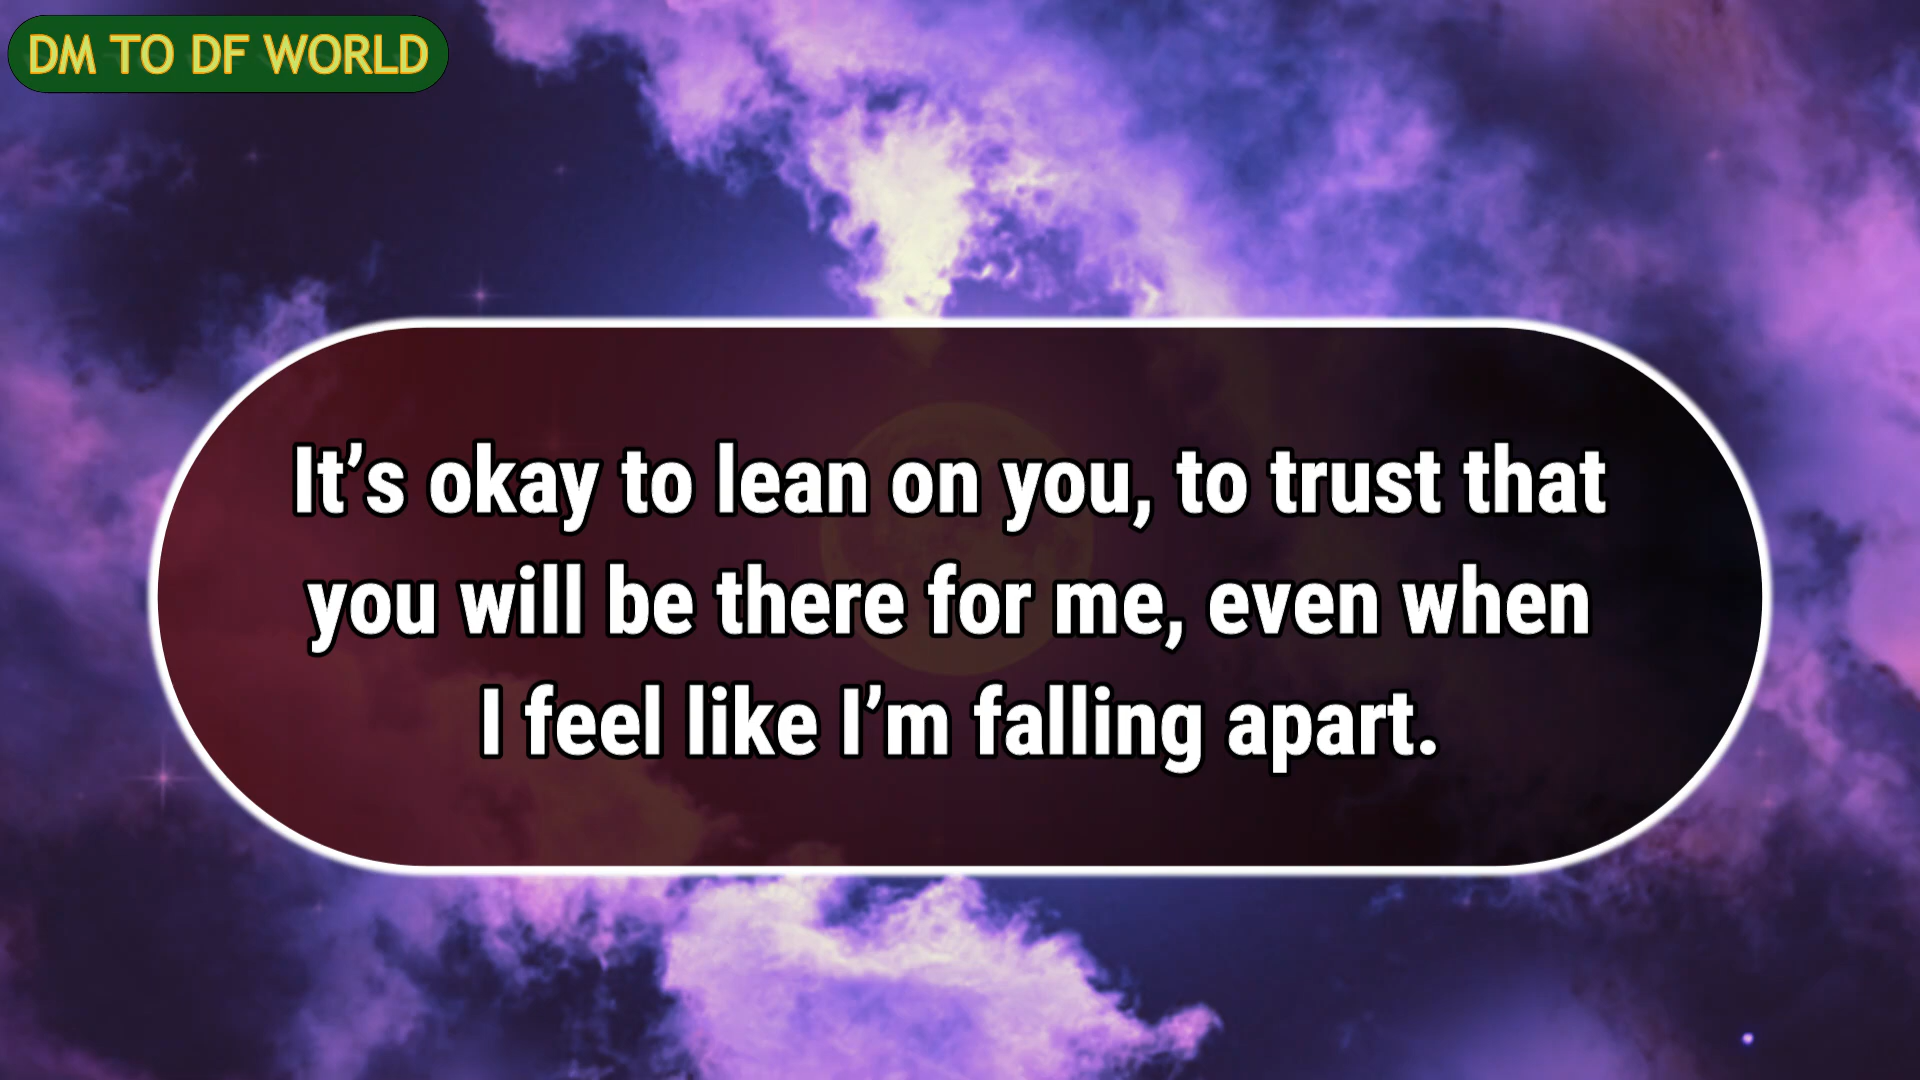 DM TO DF WORLD
It’s okay to lean on you, to trust that
you will be there for me, even when
I feel like I’m falling apart.